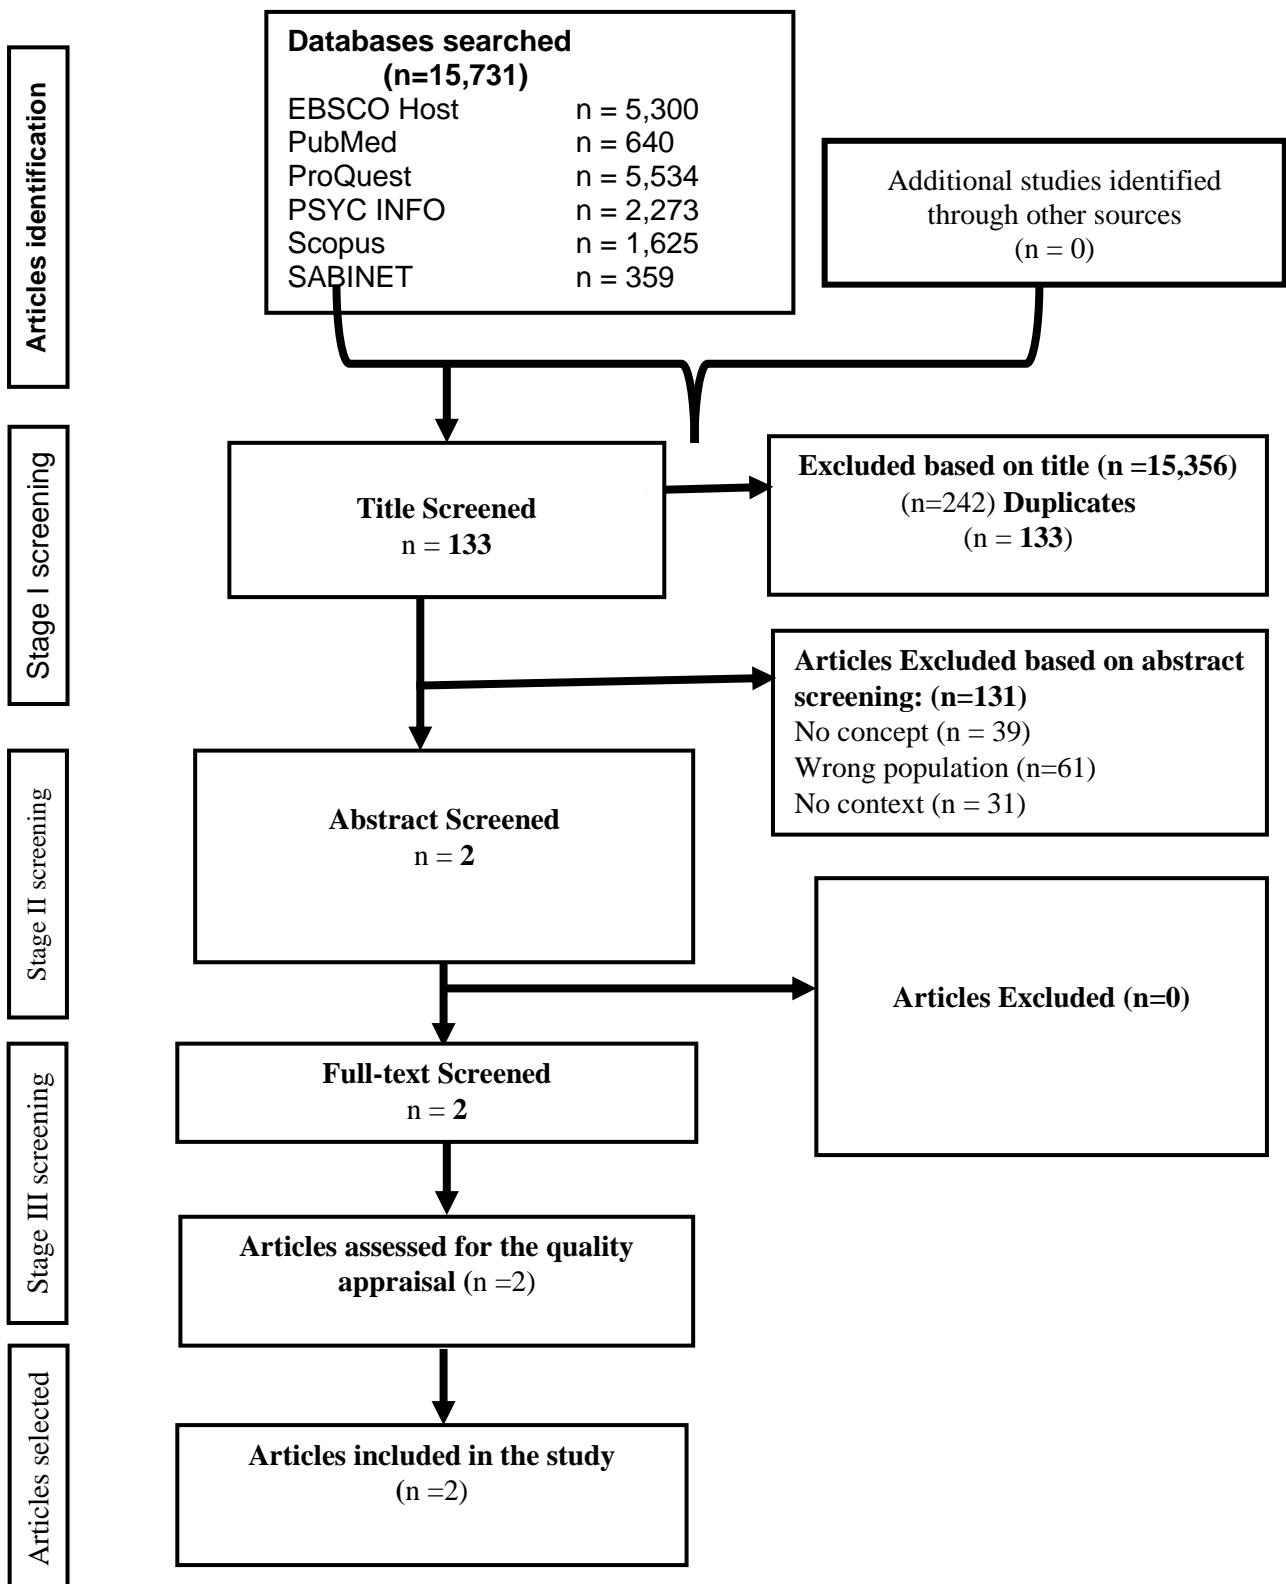 Articles identification
Databases searched
(n=15,731)
EBSCO Host n = 5,300
PubMed n = 640
ProQuest n = 5,534
PSYC INFO n = 2,273
Scopus n = 1,625
SABINET n = 359
Additional studies identified
through other sources
(n = 0)
Stage I screening
Title Screened
n = 133
Excluded based on title (n =15,356)
(n=242) Duplicates
(n = 133)
Articles Excluded based on abstract
screening: (n=131)
No concept (n = 39)
Wrong population (n=61)
No context (n = 31)
Stage II screening
Abstract Screened
n = 2
Articles Excluded (n=0)
Stage III screening
Full-text Screened
n = 2
Articles assessed for the quality
appraisal (n =2)
Articles selected
Articles included in the study
(n =2)